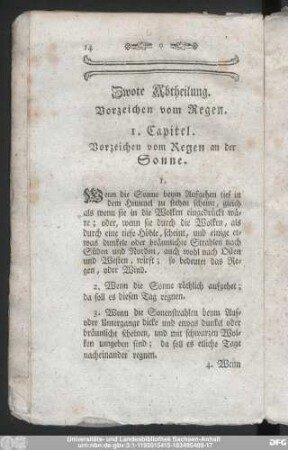 14 0
Zwote Abtheilung.
Vorzeichen vom Regen.
1. Capitel.
Vorzeichen vom Regen an der
Sonne.
1.
Wenn die Sonne beym Aufgehen tief in
dem Himmel zu stehen scheint, gleich
als wenn sie in die Wolken eingedrückt wä-
re; oder, wenn sie durch die Wolken, als
durch eine tiefe Höhle, scheint, und einige et-
was dunkele oder bräunliche Strahlen nach
Süden und Norden, auch wohl nach Osten
und Westen, wirft; so bedeutet das Re-
gen, oder Wind.
2. Wenn die Sonne röthlich aufgehet;
da soll es diesen Tag regnen.
3. Wenn die Sonenstrahlen beym Auf-
oder Untergange dicke und etwas dunkel oder
bräunliche scheinen, und mit schwarzen Wol-
ken umgeben sind; da soll es etliche Tage
nacheinander regnen.
4. Wenn
Universitäts- und Landesbibliothek Sachsen-Anhalt
DFG